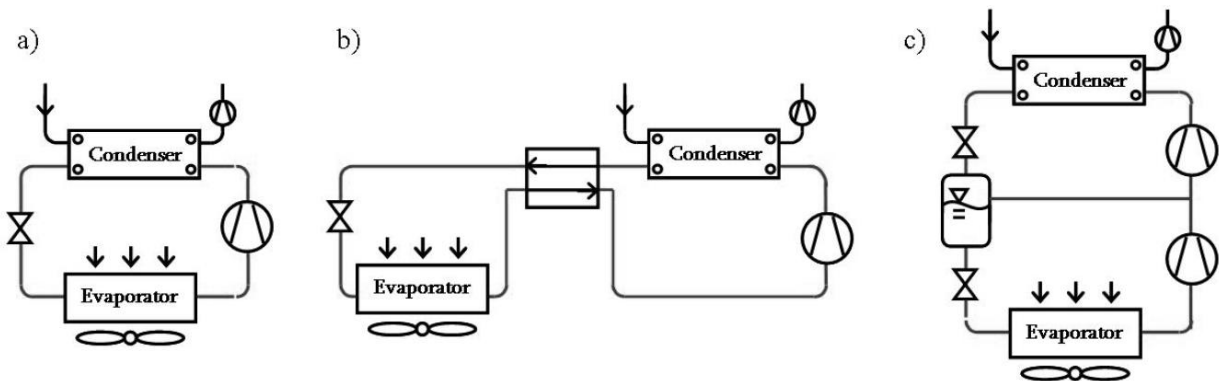 a)
Condenser
Evaporator
b)
Condenser
Evaporator
c)
Condenser
Evaporator